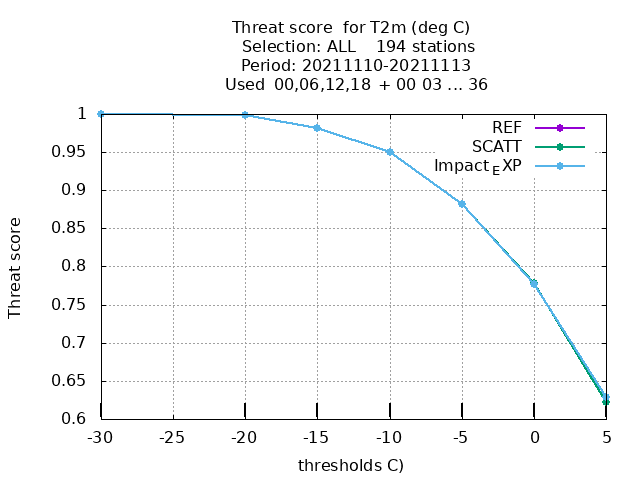 Threat score  for T2m (deg C)
Selection: ALL    194 stations
Period: 20211110-20211113
Used  00,06,12,18  + 00 03 ... 36
REF
SCATT
Impact_EXP
1
0.95
0.9
0.85
0.8
0.75
0.7
0.65
0.6
Threat score
-30 -25 -20 -15 -10 -5 0 5
thresholds C)